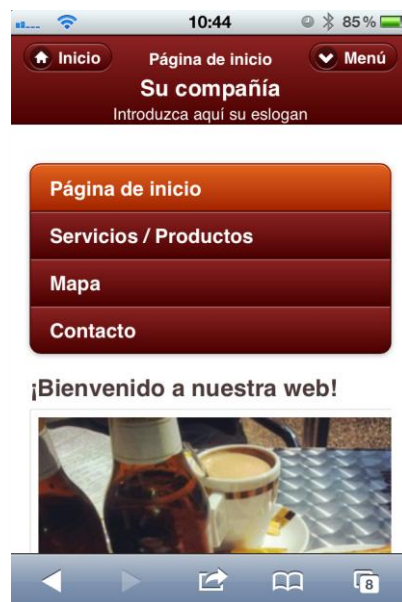 10:44
85%
Inicio
Página de inicio
Menú
Su compañía
Introduzca aquí su eslogan
Página de inicio
Servicios / Productos
Mapa
Contacto
¡Bienvenido a nuestra web!
8